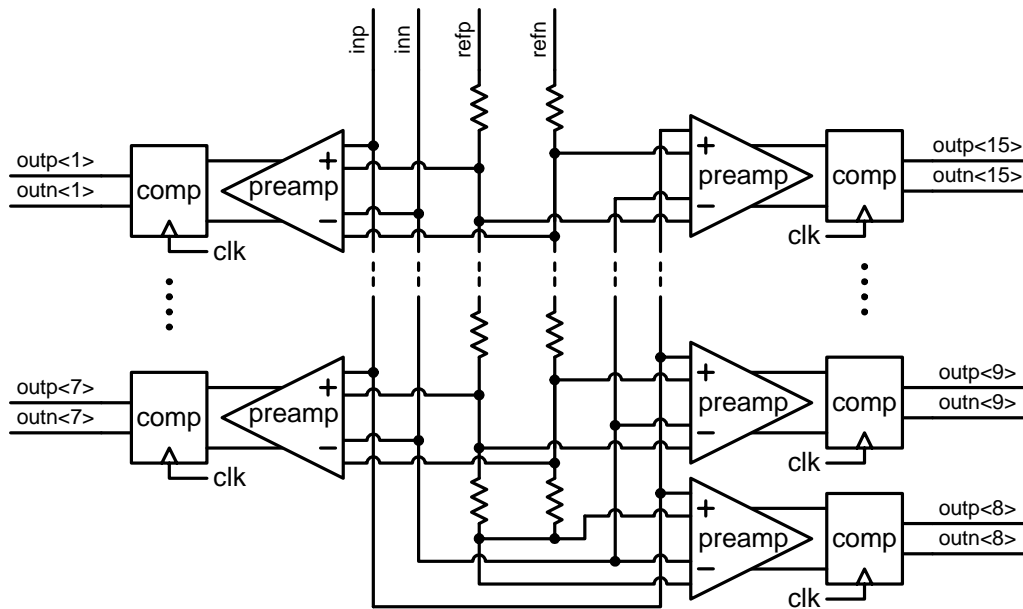 inp
inn
refp
refn
outp<1>
outn<1>
comp
+
preamp
−
clk
+
preamp
−
comp
outp<15>
outn<15>
clk
outp<7>
outn<7>
comp
+
preamp
−
clk
+
preamp
−
comp
outp<9>
outn<9>
clk
+
preamp
−
comp
outp<8>
outn<8>
clk